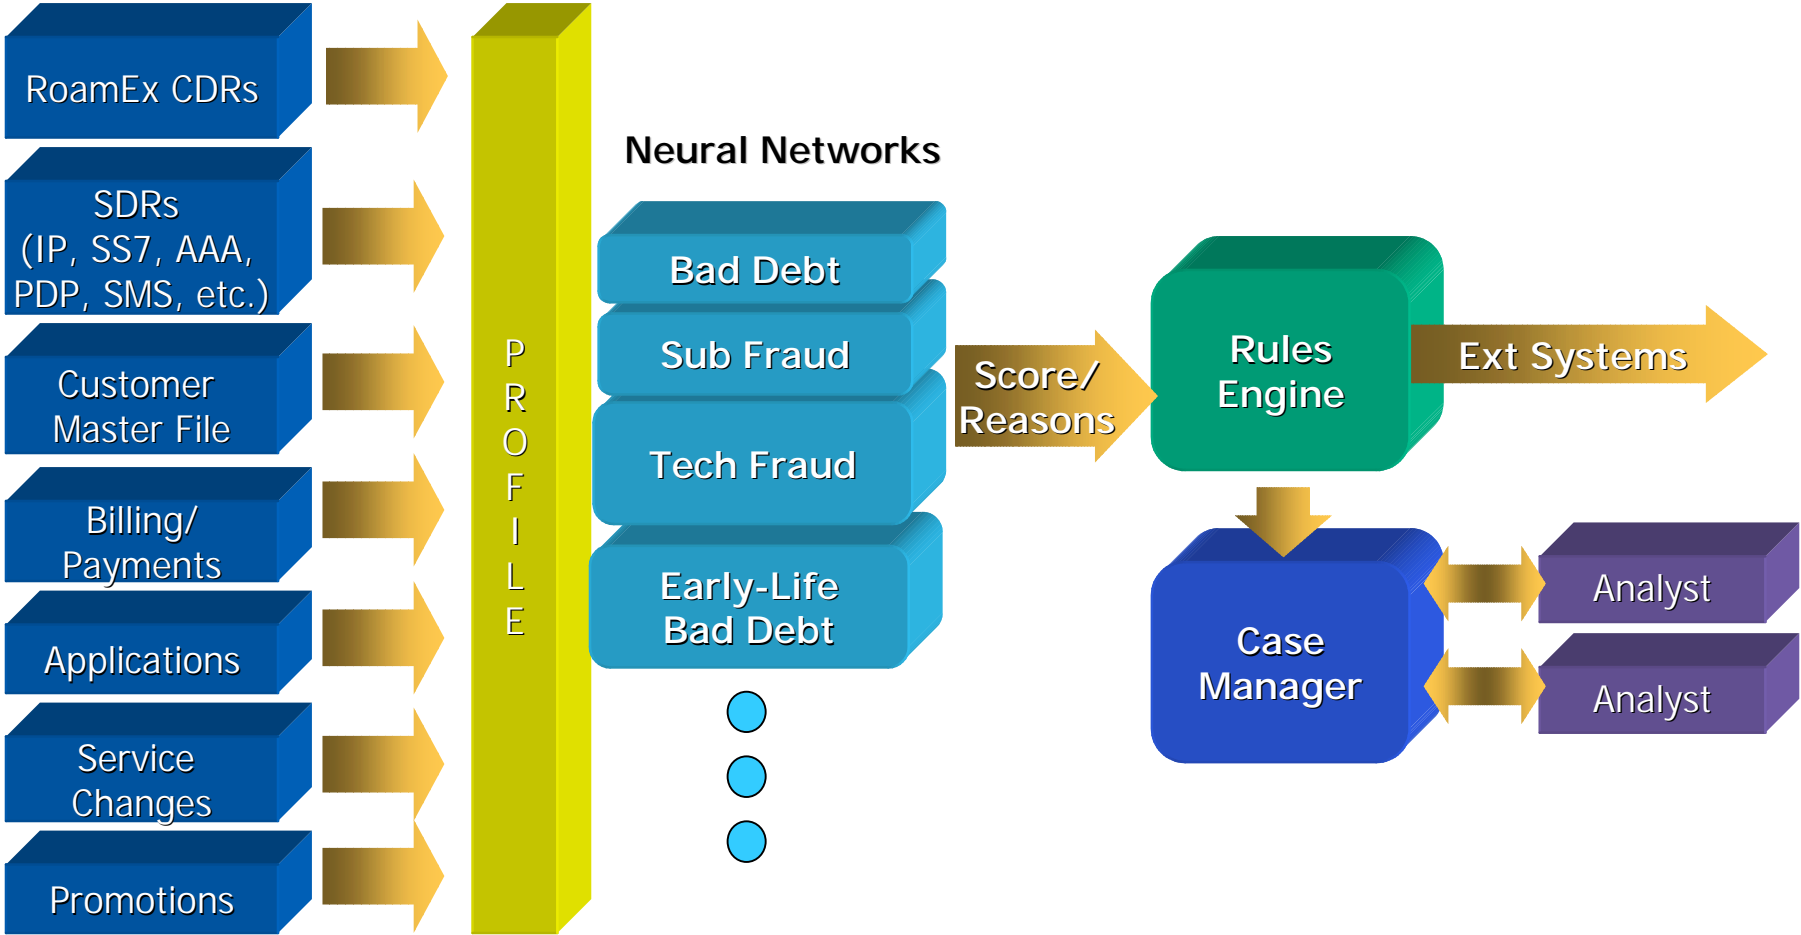 RoamEx CDRs
SDRs
(IP, SS7, AAA,
PDP, SMS, etc.)
Customer
Master File
Billing/
Payments
Applications
Service
Changes
Promotions
P
R
O
F
I
L
E
Neural Networks
Bad Debt
Sub Fraud
Tech Fraud
Early-Life
Bad Debt
Score/
Reasons
Rules
Engine
Ext Systems
Case
Manager
Analyst
Analyst